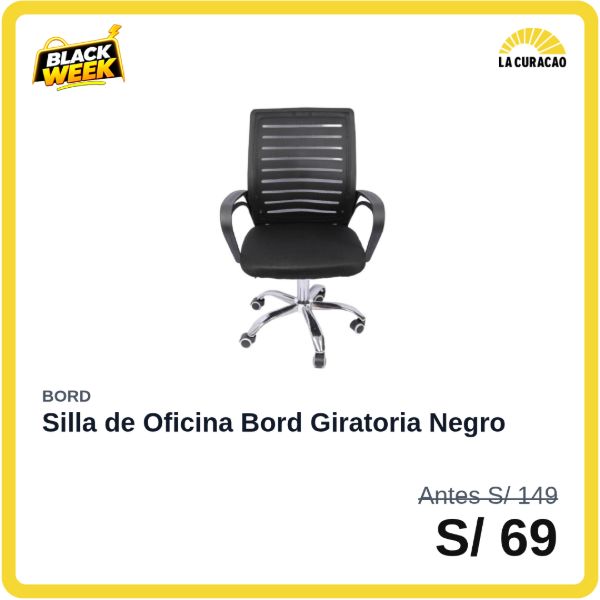 BLACK
WEEK
LA CURACAO
BORD
Silla de Oficina Bord Giratoria Negro
Antes S/ 149
S/ 69